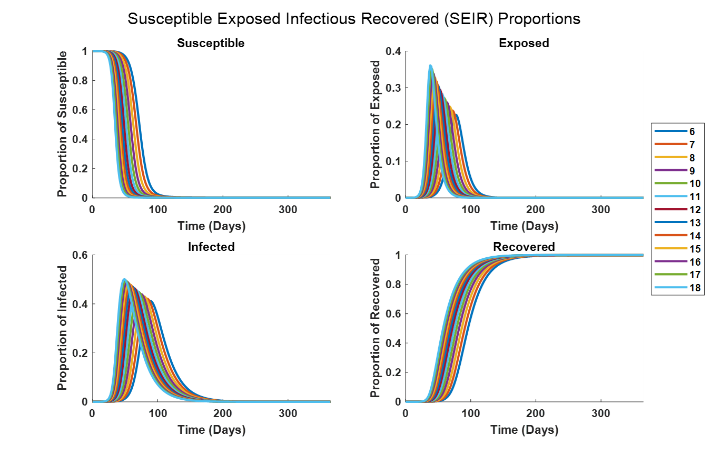 Susceptible Exposed Infectious Recovered (SEIR) Proportions
Susceptible
Proportion of Susceptible
1
0.8
0.6
0.4
0.2
0
0 100 200 300
Time (Days)
Exposed
Proportion of Exposed
0.4
0.3
0.2
0.1
0
0 100 200 300
Time (Days)
Infected
Proportion of Infected
0.6
0.4
0.2
0
0 100 200 300
Time (Days)
Recovered
Proportion of Recovered
1
0.8
0.6
0.4
0.2
0
0 100 200 300
Time (Days)
6
7
8
9
10
11
12
13
14
15
16
17
18